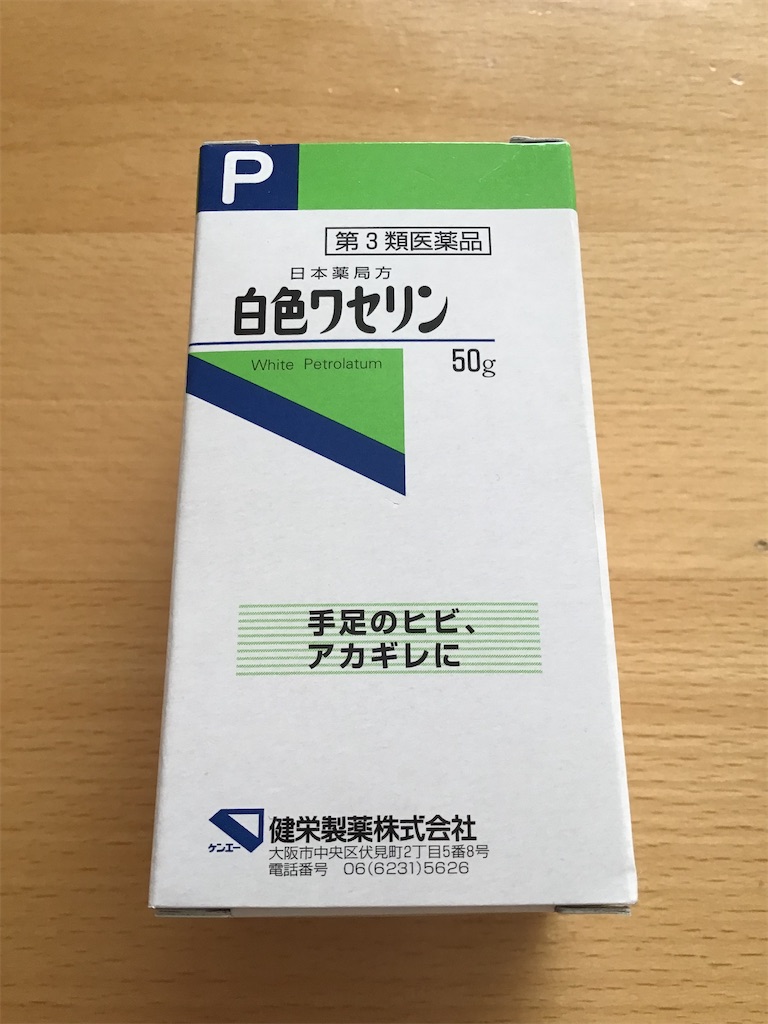 P
第3類医薬品
日本薬局方
白色ワセリン
White Petrolatum
50g
手足のヒビ、
アカギレに
ケンエー
健栄製薬株式会社
大阪市中央区伏見町2丁目5番8号
電話番号 06(6231)5626